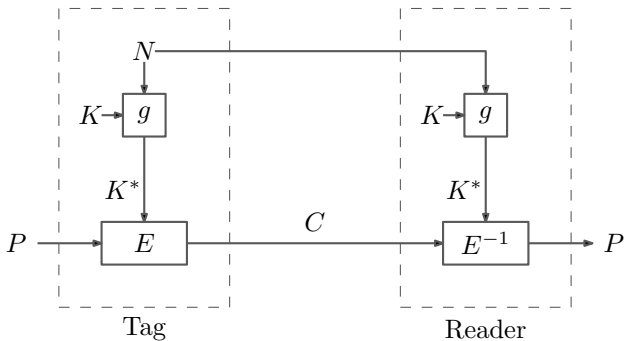 N
K g K g
K* K*
C
P E E⁻¹ P
Tag Reader